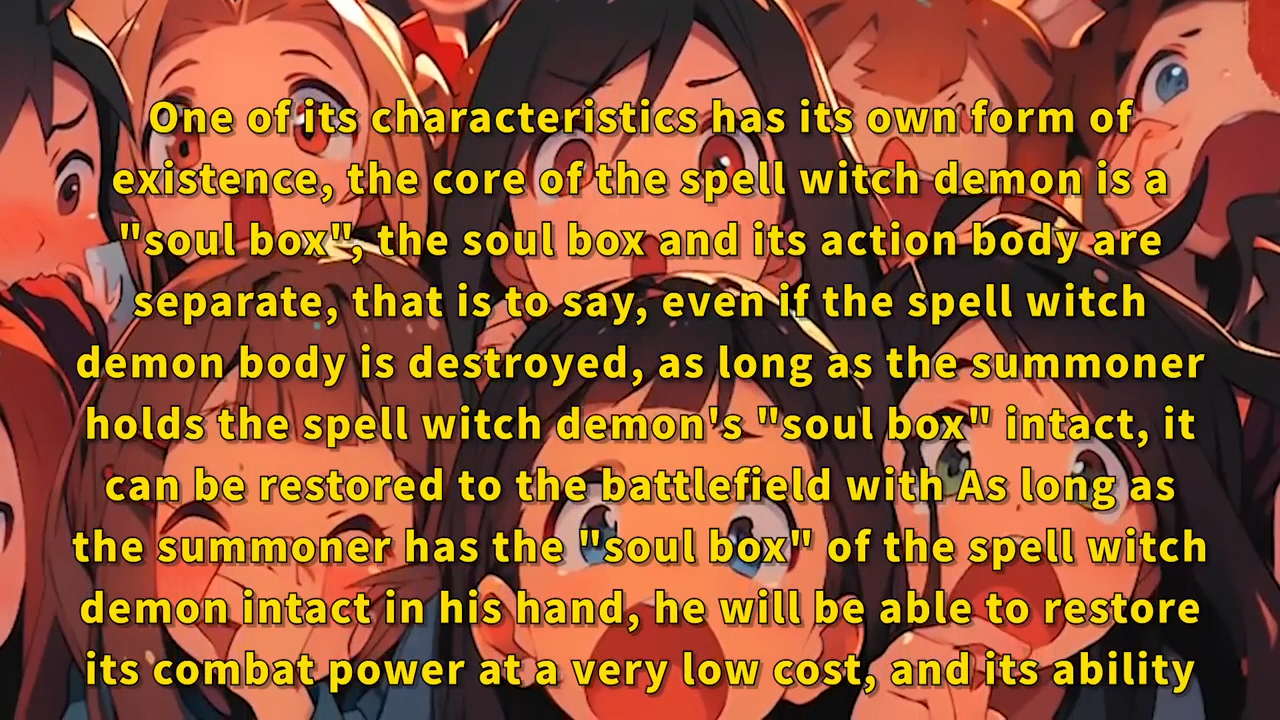 One of its characteristics has its own form of
existence, the core of the spell witch demon is a
"soul box", the soul box and its action body are
separate, that is to say, even if the spell witch
demon body is destroyed, as long as the summoner
holds the spell witch demon's "soul box" intact, it
can be restored to the battlefield with As long as
the summoner has the "soul box" of the spell witch
demon intact in his hand, he will be able to restore
its combat power at a very low cost, and its ability